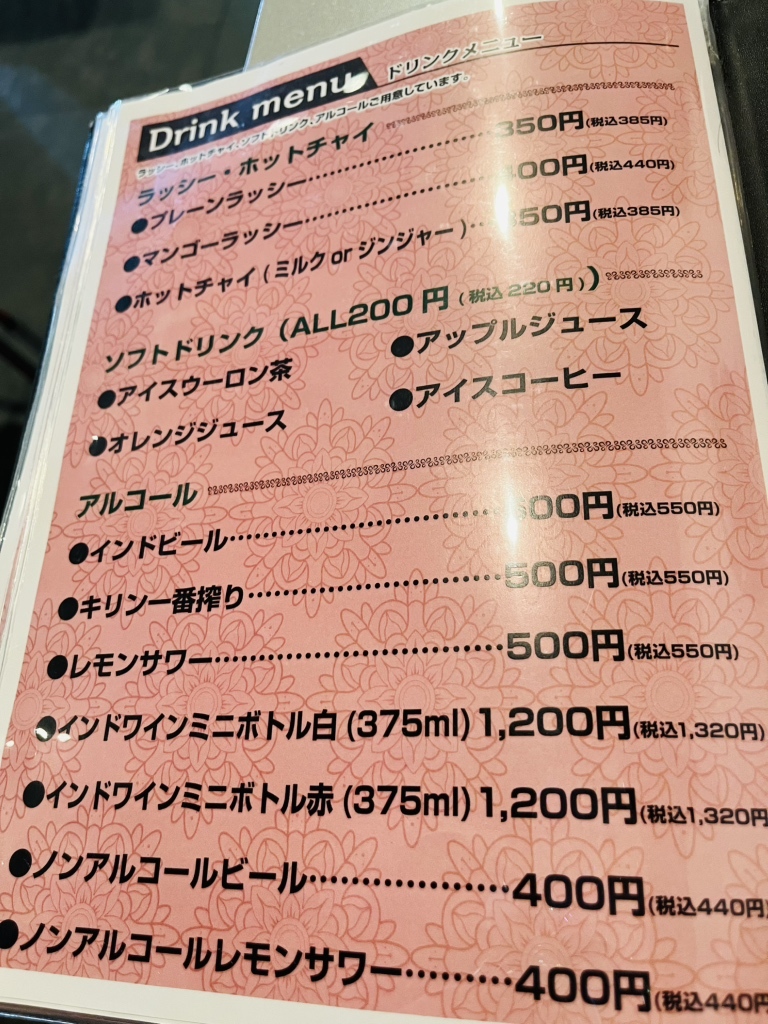 Drink menu ドリンクメニュー
ラッシー、ホットチャイ、ソフトドリンク、アルコールご用意しています。
ラッシー・ホットチャイ
●プレーンラッシー…………………350円(税込385円)
●マンゴーラッシー…………………400円(税込440円)
●ホットチャイ(ミルク or ジンジャー)…350円(税込385円)
ソフトドリンク(ALL200円(税込220円))
●アイスウーロン茶 ●アップルジュース
●オレンジジュース ●アイスコーヒー
アルコール
●インドビール…………………500円(税込550円)
●キリン一番搾り…………………500円(税込550円)
●レモンサワー…………………500円(税込550円)
●インドワインミニボトル白(375ml)1,200円(税込1,320円)
●インドワインミニボトル赤(375ml)1,200円(税込1,320円
●ノンアルコールビール……………400円(税込440円)
●ノンアルコールレモンサワー………400円(税込440円